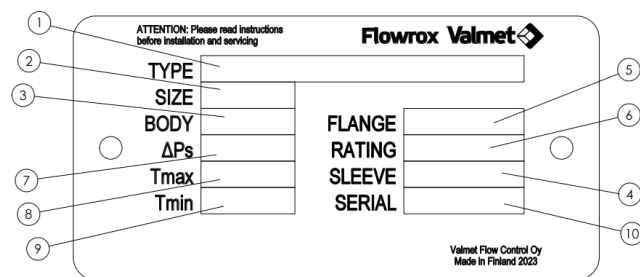 ATTENTION: Please read instructions
before installation and servicing
Flowrox Valmet
1
TYPE
2
SIZE
3
BODY
FLANGE
5
ΔPs
RATING
6
7
Tmax
SLEEVE
4
8
Tmin
SERIAL
9
10
Valmet Flow Control Oy
Made in Finland 2023